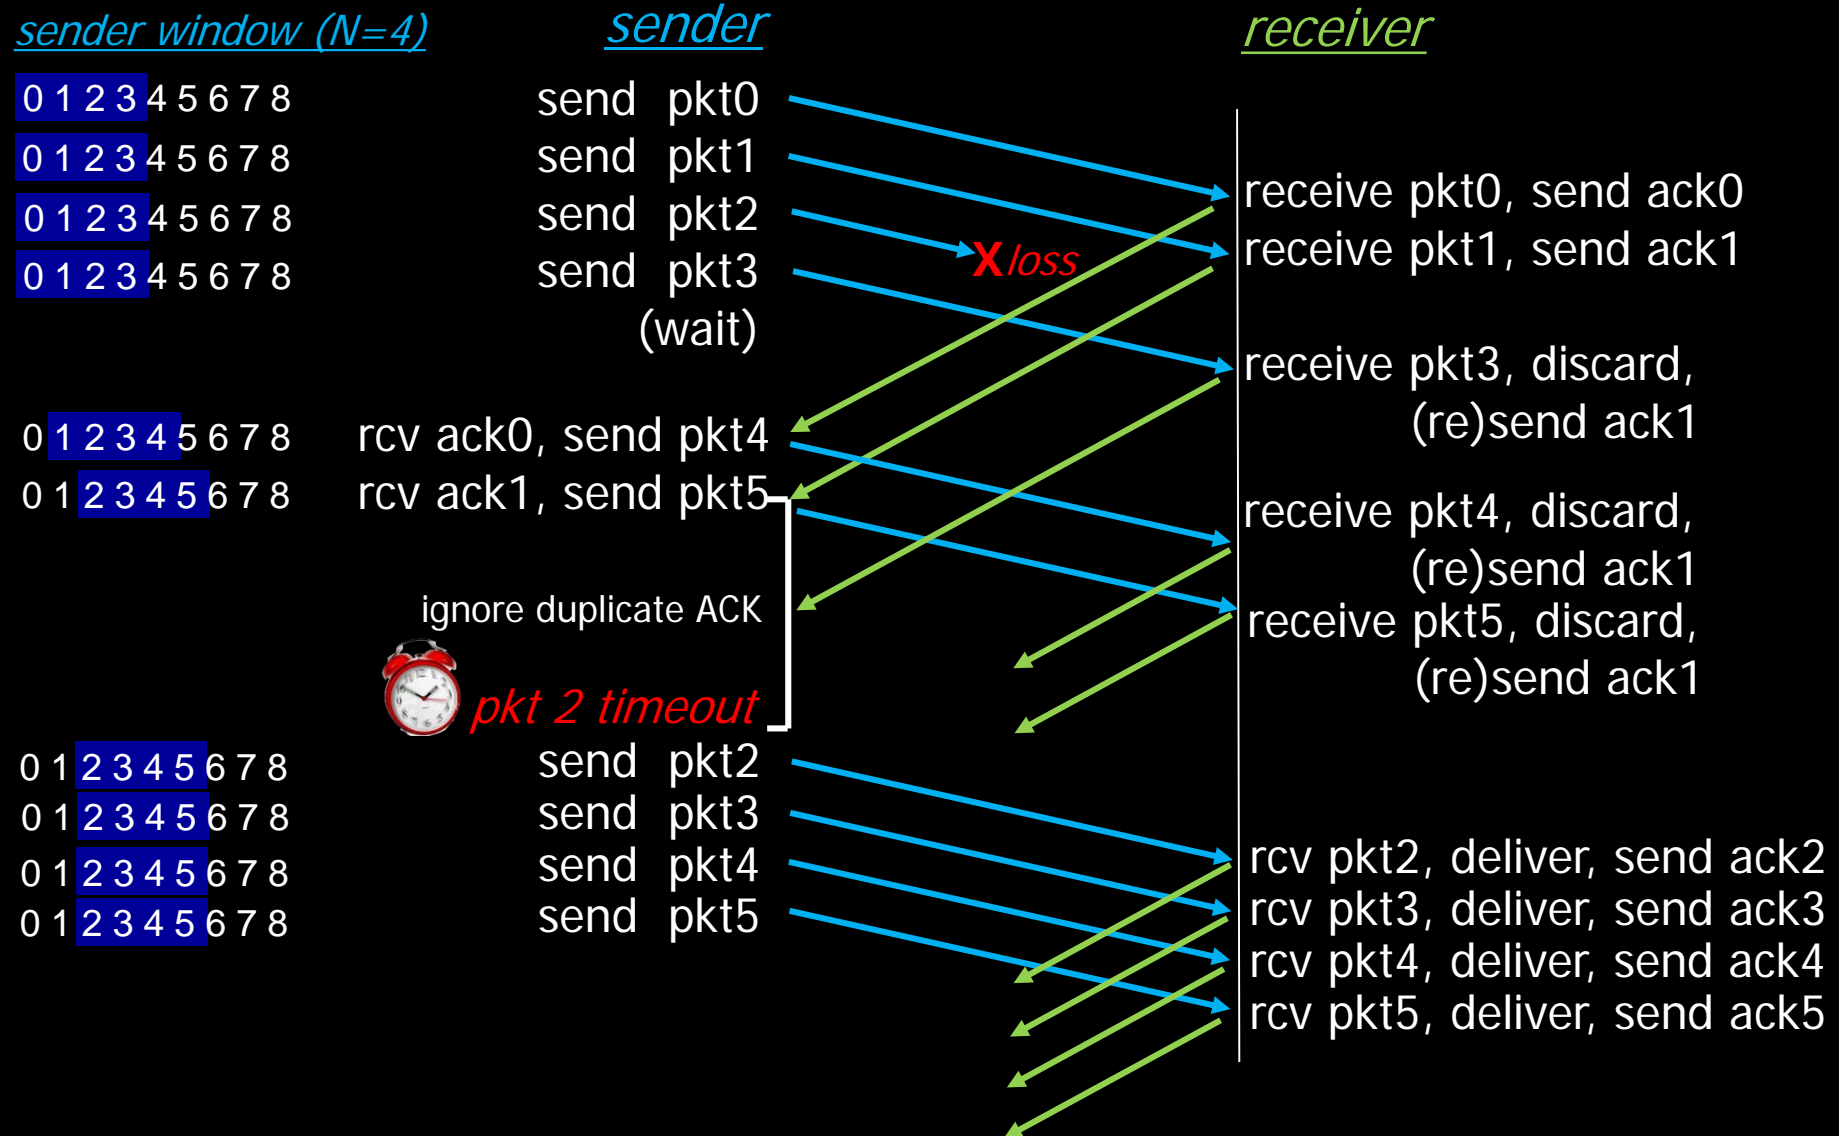 sender window (N=4) sender receiver
0 1 2 3 4 5 6 7 8 send pkt0
0 1 2 3 4 5 6 7 8 send pkt1
receive pkt0, send ack0
0 1 2 3 4 5 6 7 8 send pkt2
receive pkt1, send ack1
X loss
0 1 2 3 4 5 6 7 8 send pkt3
(wait)
receive pkt3, discard,
(re)send ack1
0 1 2 3 4 5 6 7 8 rcv ack0, send pkt4
0 1 2 3 4 5 6 7 8 rcv ack1, send pkt5
receive pkt4, discard,
(re)send ack1
ignore duplicate ACK
receive pkt5, discard,
(re)send ack1
pkt 2 timeout
0 1 2 3 4 5 6 7 8 send pkt2
0 1 2 3 4 5 6 7 8 send pkt3
0 1 2 3 4 5 6 7 8 send pkt4
0 1 2 3 4 5 6 7 8 send pkt5
rcv pkt2, deliver, send ack2
rcv pkt3, deliver, send ack3
rcv pkt4, deliver, send ack4
rcv pkt5, deliver, send ack5